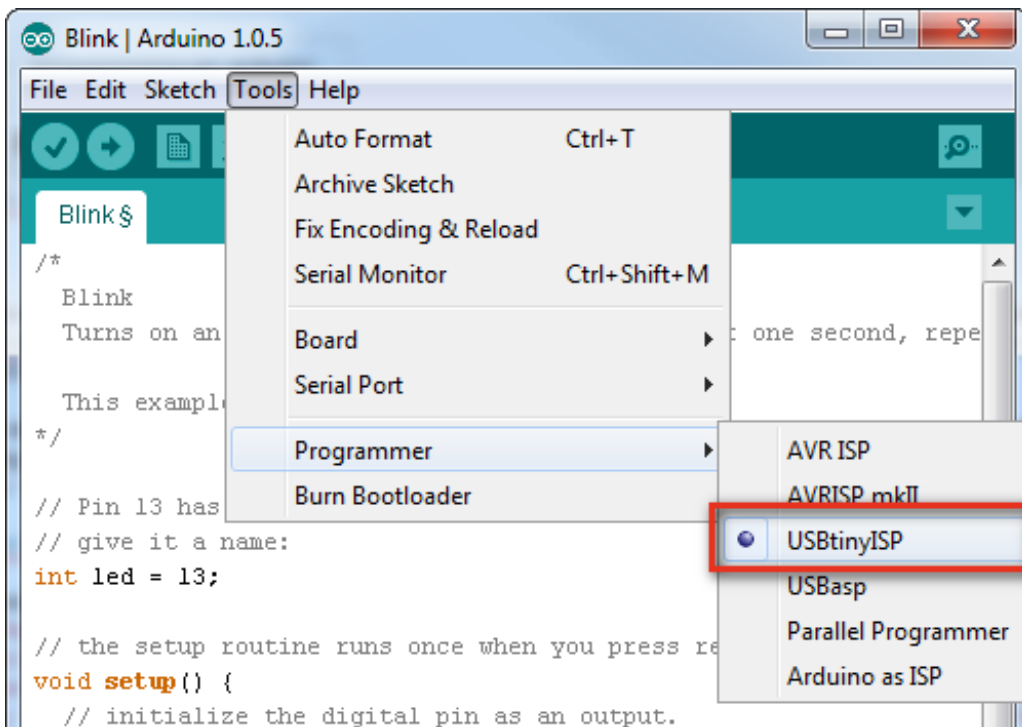 Blink | Arduino 1.0.5
File Edit Sketch Tools Help
Auto Format Ctrl+T
Archive Sketch
Fix Encoding & Reload
Serial Monitor Ctrl+Shift+M
Board
Serial Port
Programmer
Burn Bootloader
AVR ISP
AVRISP mkII
USBtinyISP
USBasp
Parallel Programmer
Arduino as ISP
Blink§
/*
Blink
Turns on an one second, repe
This exampl
*/
// Pin 13 has
// give it a name:
int led = 13;
// the setup routine runs once when you press re
void setup() {
// initialize the digital pin as an output.